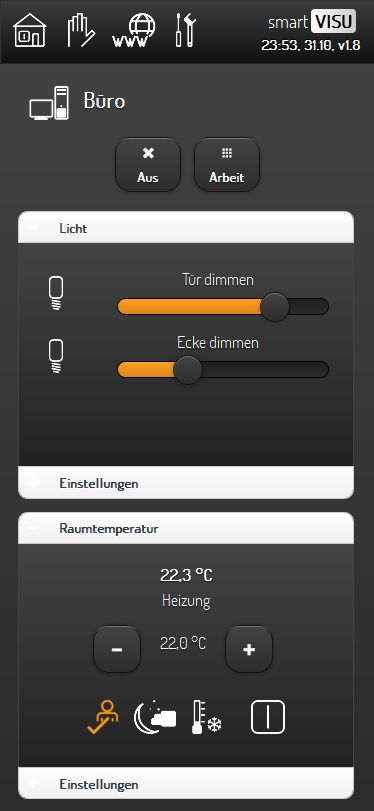 smart VISU
23:53, 31.10, v1.8
WWW
Büro
Aus
Arbeit
Licht
Tür dimmen
Ecke dimmen
Einstellungen
Raumtemperatur
22,3 °C
Heizung
22,0 °C
Einstellungen